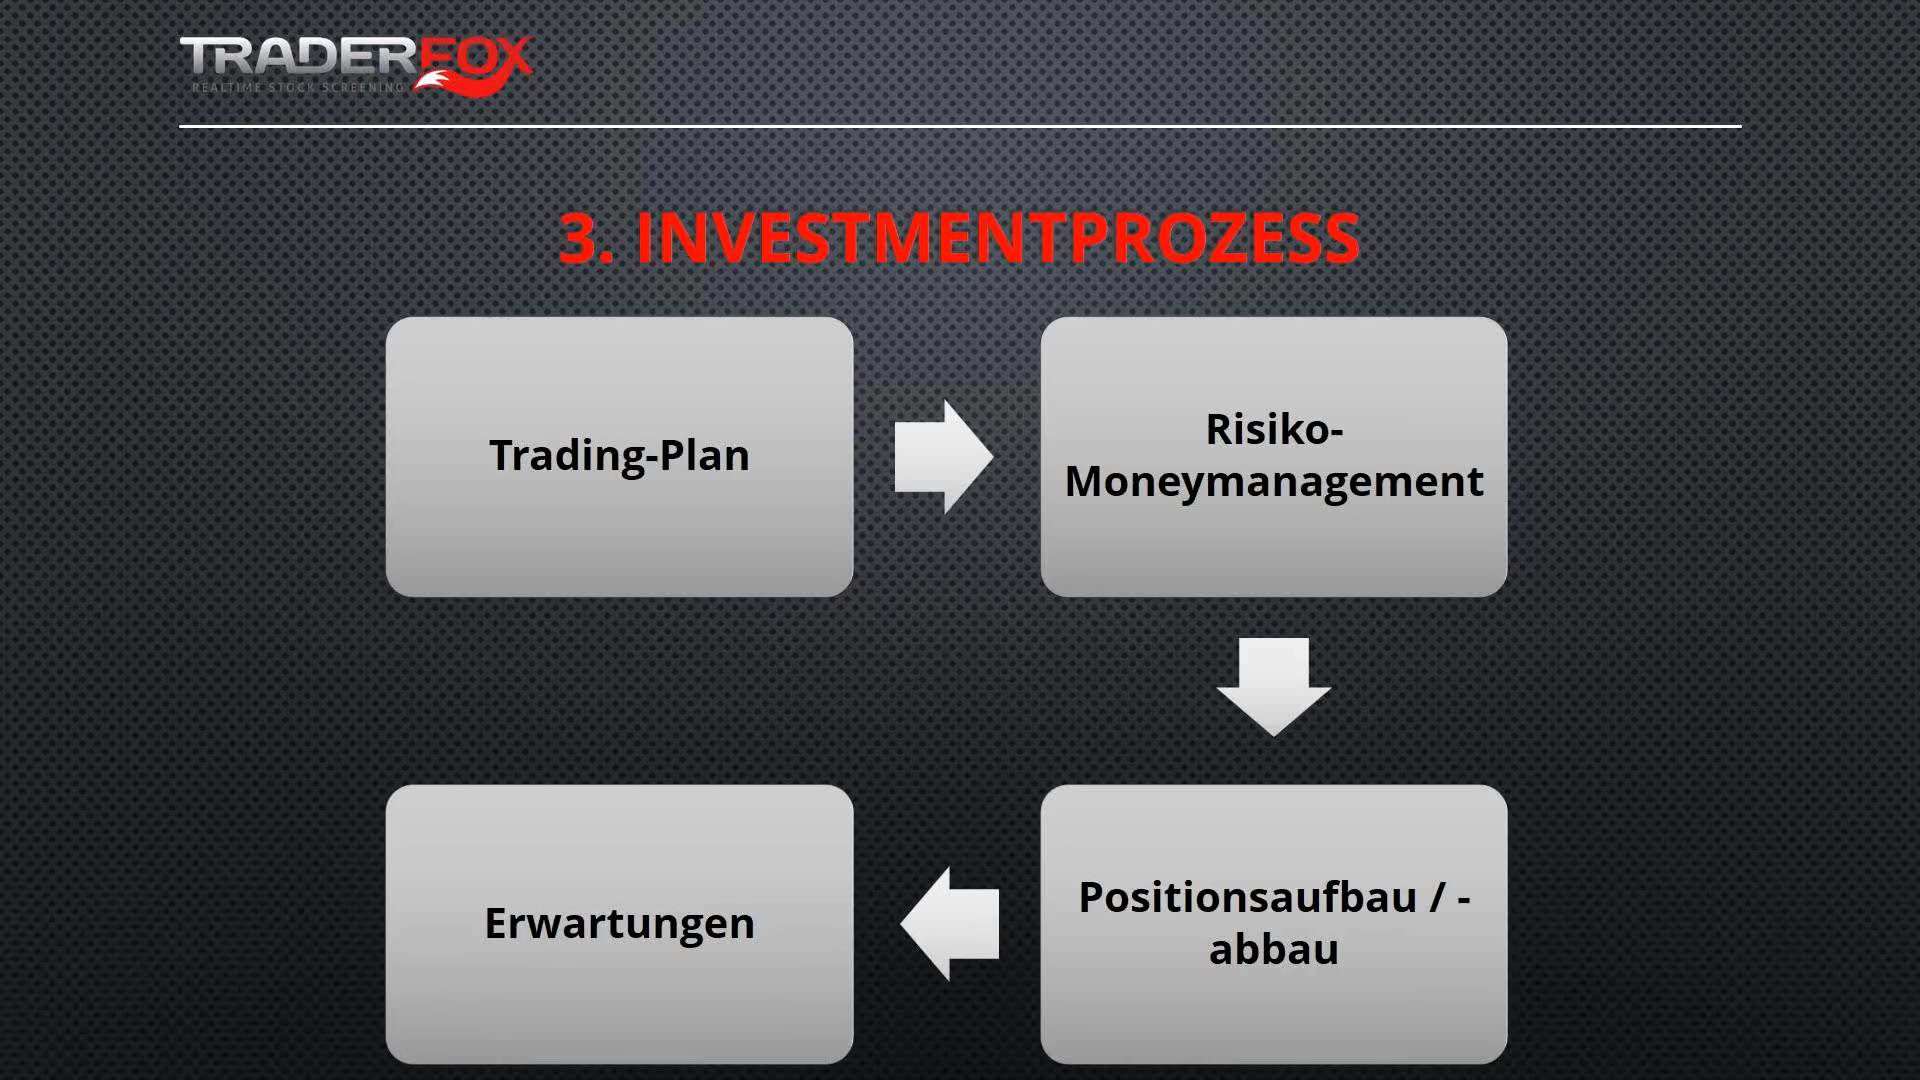 TRADERFOX
REALTIME STOCK SCREENING
3. INVESTMENTPROZESS
Trading-Plan
Risiko-
Moneymanagement
Positionsaufbau / -
abbau
Erwartungen